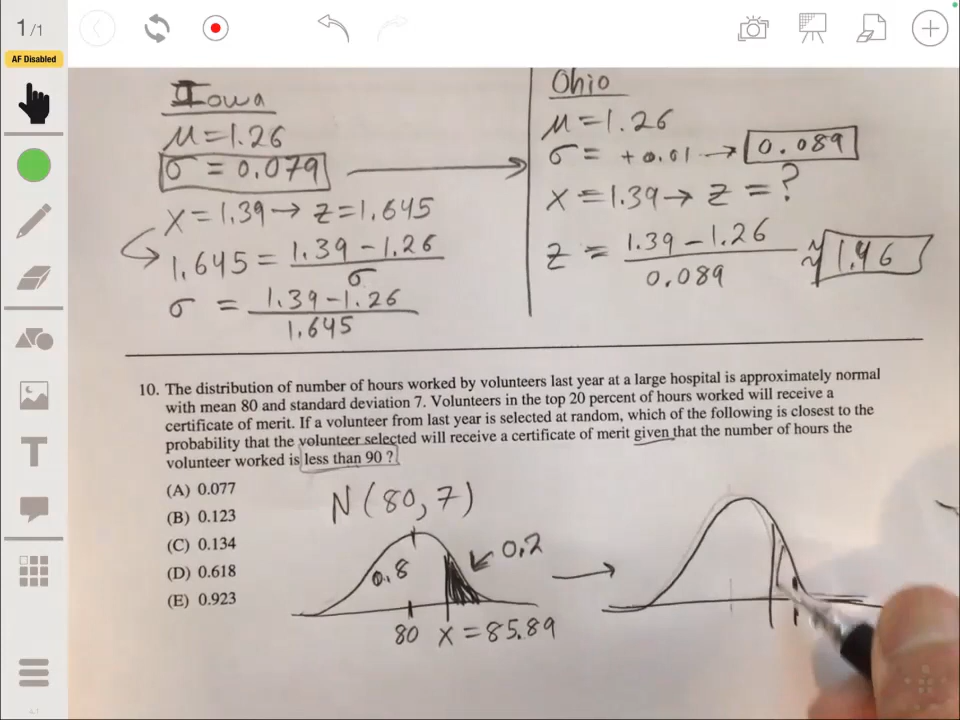 1/1
AF Disabled
T
Iowa
μ = 1.26
σ = 0.079
x = 1.39 → z = 1.645
1.645 = 1.39 - 1.26
σ
σ = 1.39 - 1.26
1.645
Ohio
μ = 1.26
σ = +0.01 → 0.089
x = 1.39 → z = ?
z = 1.39 - 1.26 ≈ 1.46
0.089
10. The distribution of number of hours worked by volunteers last year at a large hospital is approximately normal
with mean 80 and standard deviation 7. Volunteers in the top 20 percent of hours worked will receive a
certificate of merit. If a volunteer from last year is selected at random, which of the following is closest to the
probability that the volunteer selected will receive a certificate of merit given that the number of hours the
volunteer worked is less than 90 ?
(A) 0.077
(B) 0.123
(C) 0.134
(D) 0.618
(E) 0.923
N (80, 7)
0.8
0.2
80 x = 85.89